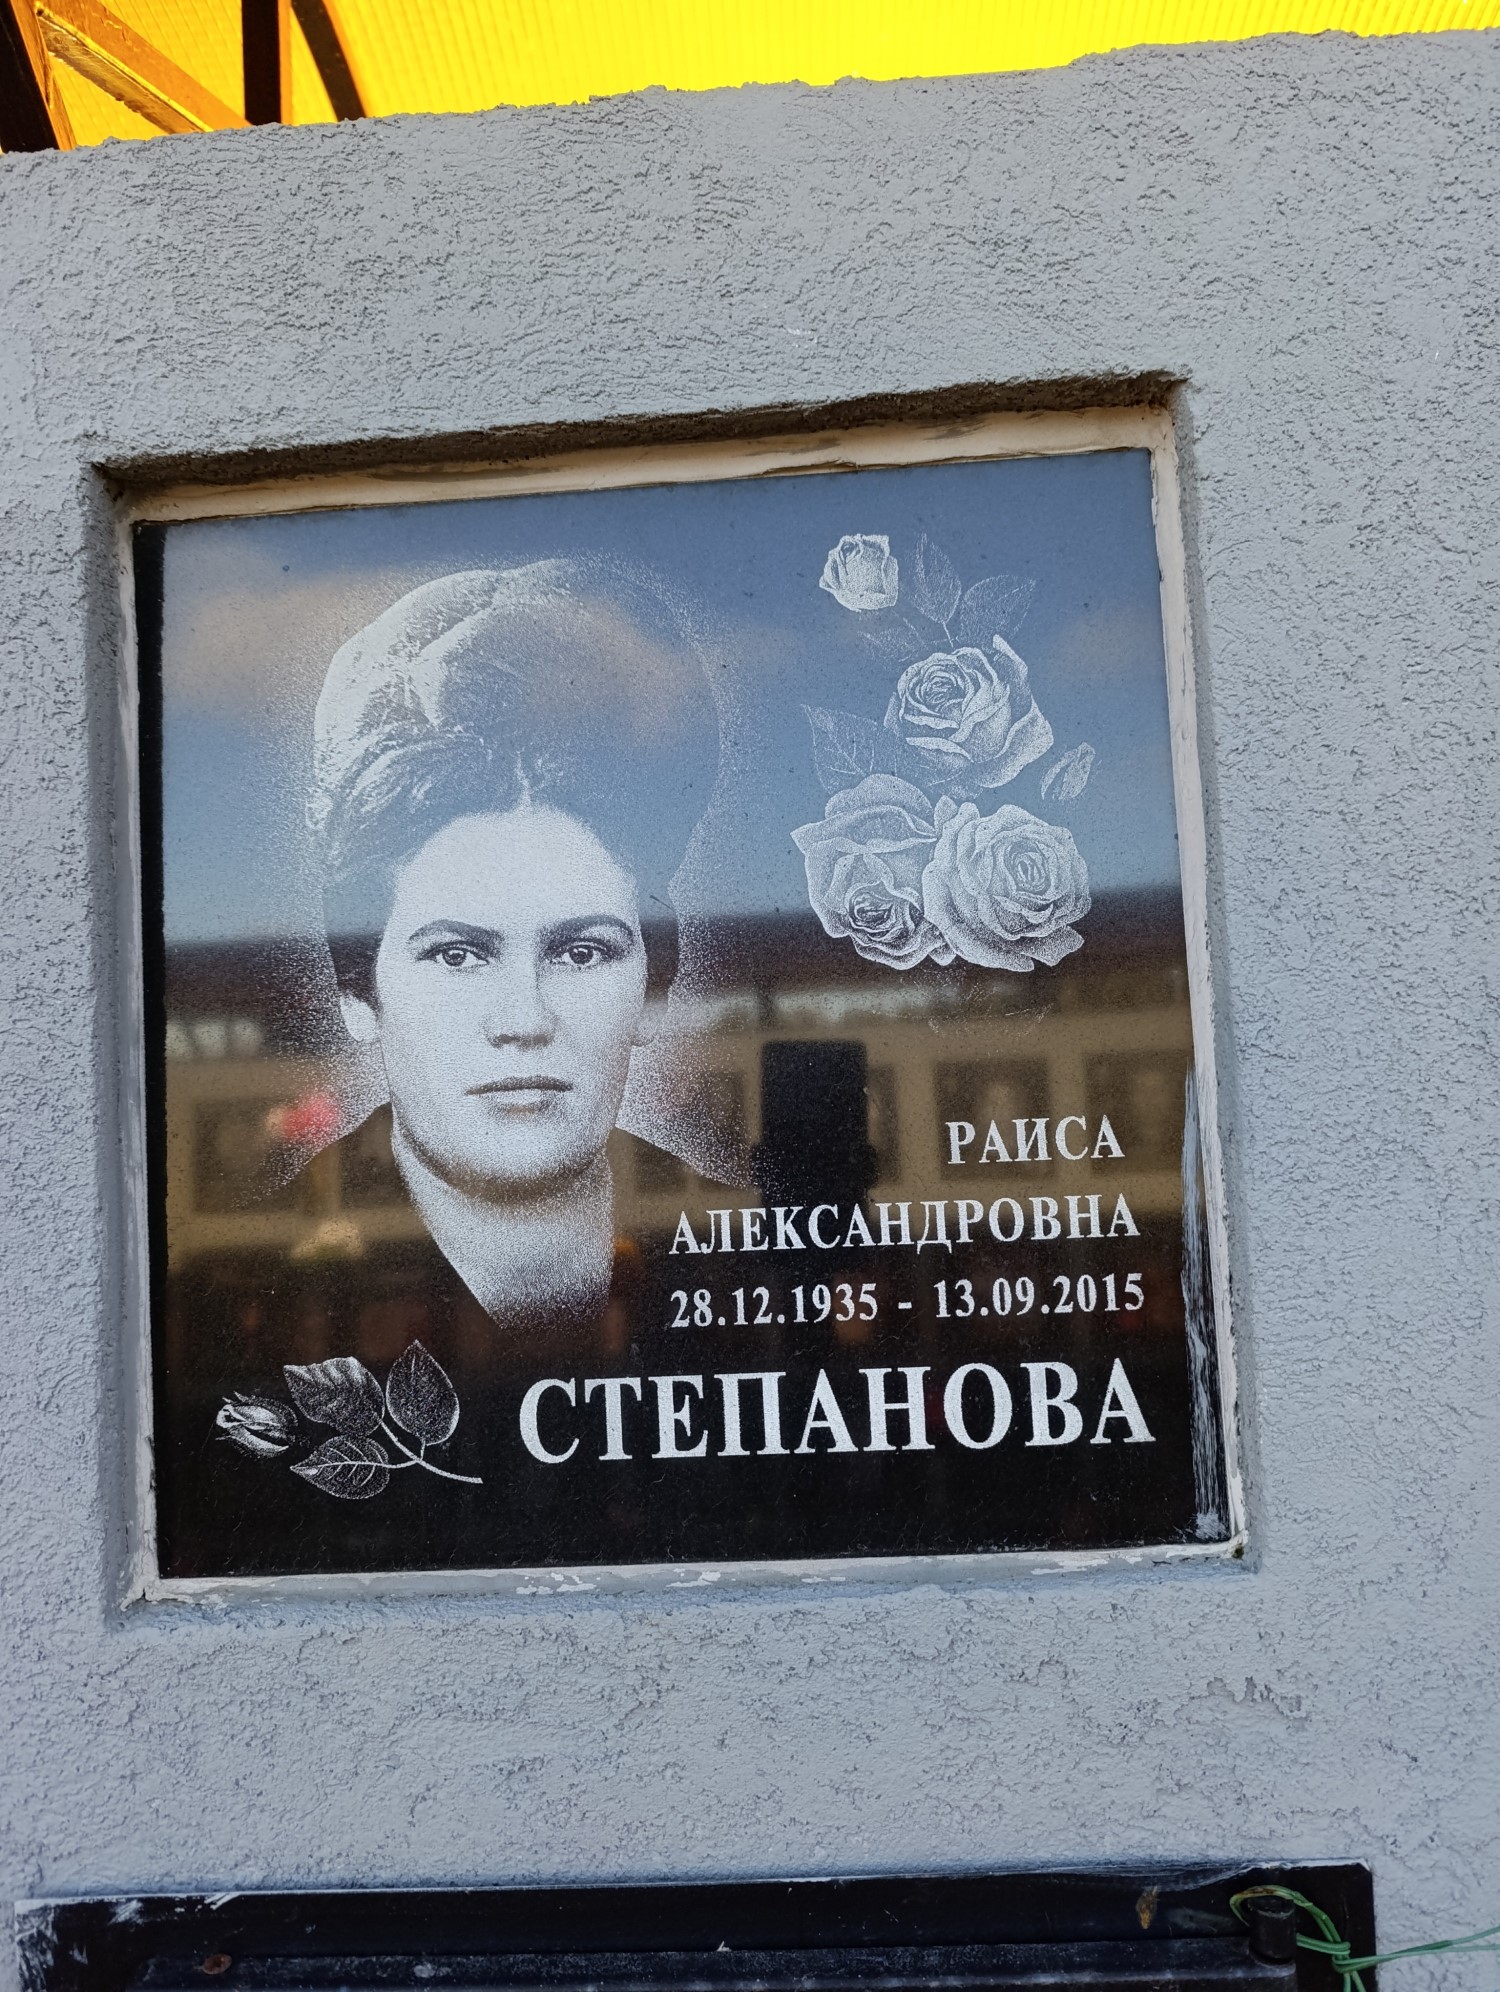 РАИСА
АЛЕКСАНДРОВНА
28.12.1935 - 13.09.2015
СТЕПАНОВА